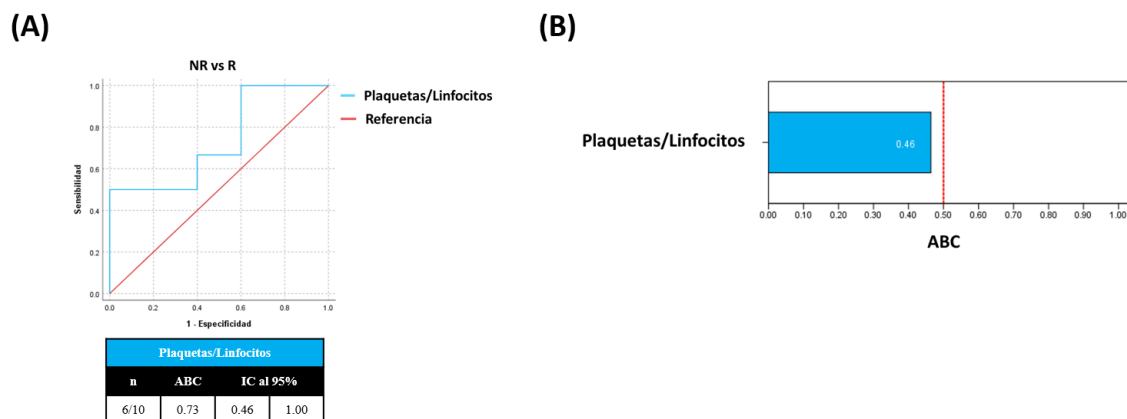 (A)
NR vs R
1.0
0.8
0.6
0.4
0.2
0.0
Sensibilidad
0.0 0.2 0.4 0.6 0.8 1.0
1 - Especificidad
Plaquetas/Linfocitos
Referencia
Plaquetas/Linfocitos
n ABC IC al 95%
6/10 0.73 0.46 1.00
(B)
Plaquetas/Linfocitos
0.46
0.00 0.10 0.20 0.30 0.40 0.50 0.60 0.70 0.80 0.90 1.00
ABC